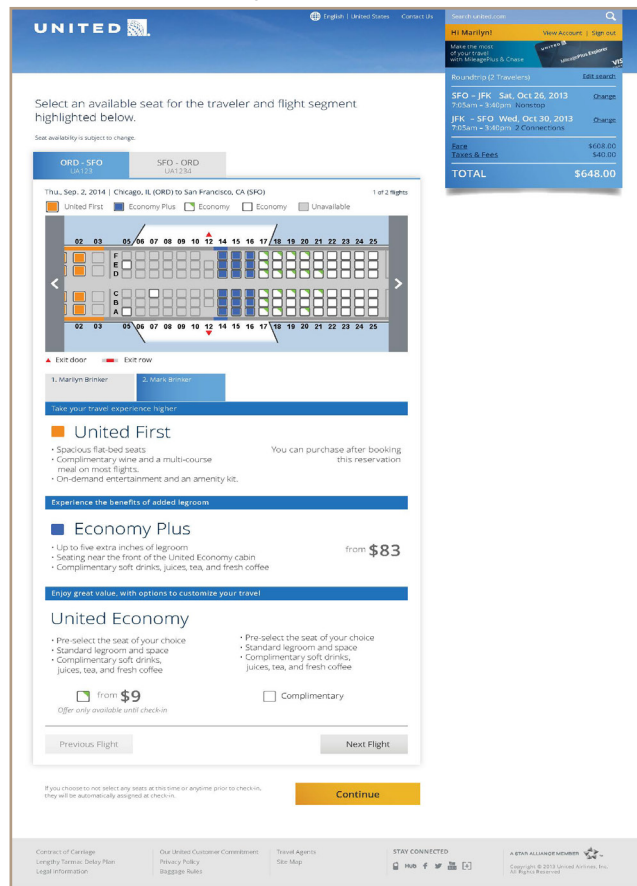 UNITED
English | United States   Contact Us
Search united.com
Hi Marilyn!   View Account | Sign out
Make the most
of your travel
with MileagePlus & Chase
UNITED
MileagePlus Explorer
VIS
Roundtrip (2 Travelers)   Edit search
SFO – JFK Sat, Oct 26, 2013   Change
7:05am – 3:40pm Nonstop
JFK – SFO Wed, Oct 30, 2013   Change
7:05am – 3:40pm 2 Connections
Fare   $608.00
Taxes & Fees   $40.00
TOTAL   $648.00
Select an available seat for the traveler and flight segment
highlighted below.
Seat availability is subject to change.
ORD - SFO   SFO - ORD
UA123   UA1234
Thu., Sep. 2, 2014 | Chicago, IL (ORD) to San Francisco, CA (SFO)   1 of 2 flights
United First   Economy Plus   Economy   Economy   Unavailable
02 03 05 06 07 08 09 10 12 14 15 16 17 18 19 20 21 22 23 24 25
F
E
D
C
B
A
02 03 05 06 07 08 09 10 12 14 15 16 17 18 19 20 21 22 23 24 25
Exit door   Exit row
1. Marilyn Brinker   2. Mark Brinker
Take your travel experience higher
United First
• Spacious flat-bed seats   You can purchase after booking
• Complimentary wine and a multi-course   this reservation
meal on most flights.
• On-demand entertainment and an amenity kit.
Experience the benefits of added legroom
Economy Plus
• Up to five extra inches of legroom   from $83
• Seating near the front of the United Economy cabin
• Complimentary soft drinks, juices, tea, and fresh coffee
Enjoy great value, with options to customize your travel
United Economy
• Pre-select the seat of your choice   • Pre-select the seat of your choice
• Standard legroom and space   • Standard legroom and space
• Complimentary soft drinks,   • Complimentary soft drinks,
juices, tea, and fresh coffee   juices, tea, and fresh coffee
from $9   Complimentary
Offer only available until check-in
Previous Flight   Next Flight
If you choose to not select any seats at this time or anytime prior to check-in,
they will be automatically assigned at check-in.
Continue
Contract of Carriage   Our United Customer Commitment   Travel Agents   STAY CONNECTED   A STAR ALLIANCE MEMBER
Lengthy Tarmac Delay Plan   Privacy Policy   Site Map   Hub   Copyright © 2013 United Airlines, Inc.
Legal Information   Baggage Rules   All Rights Reserved